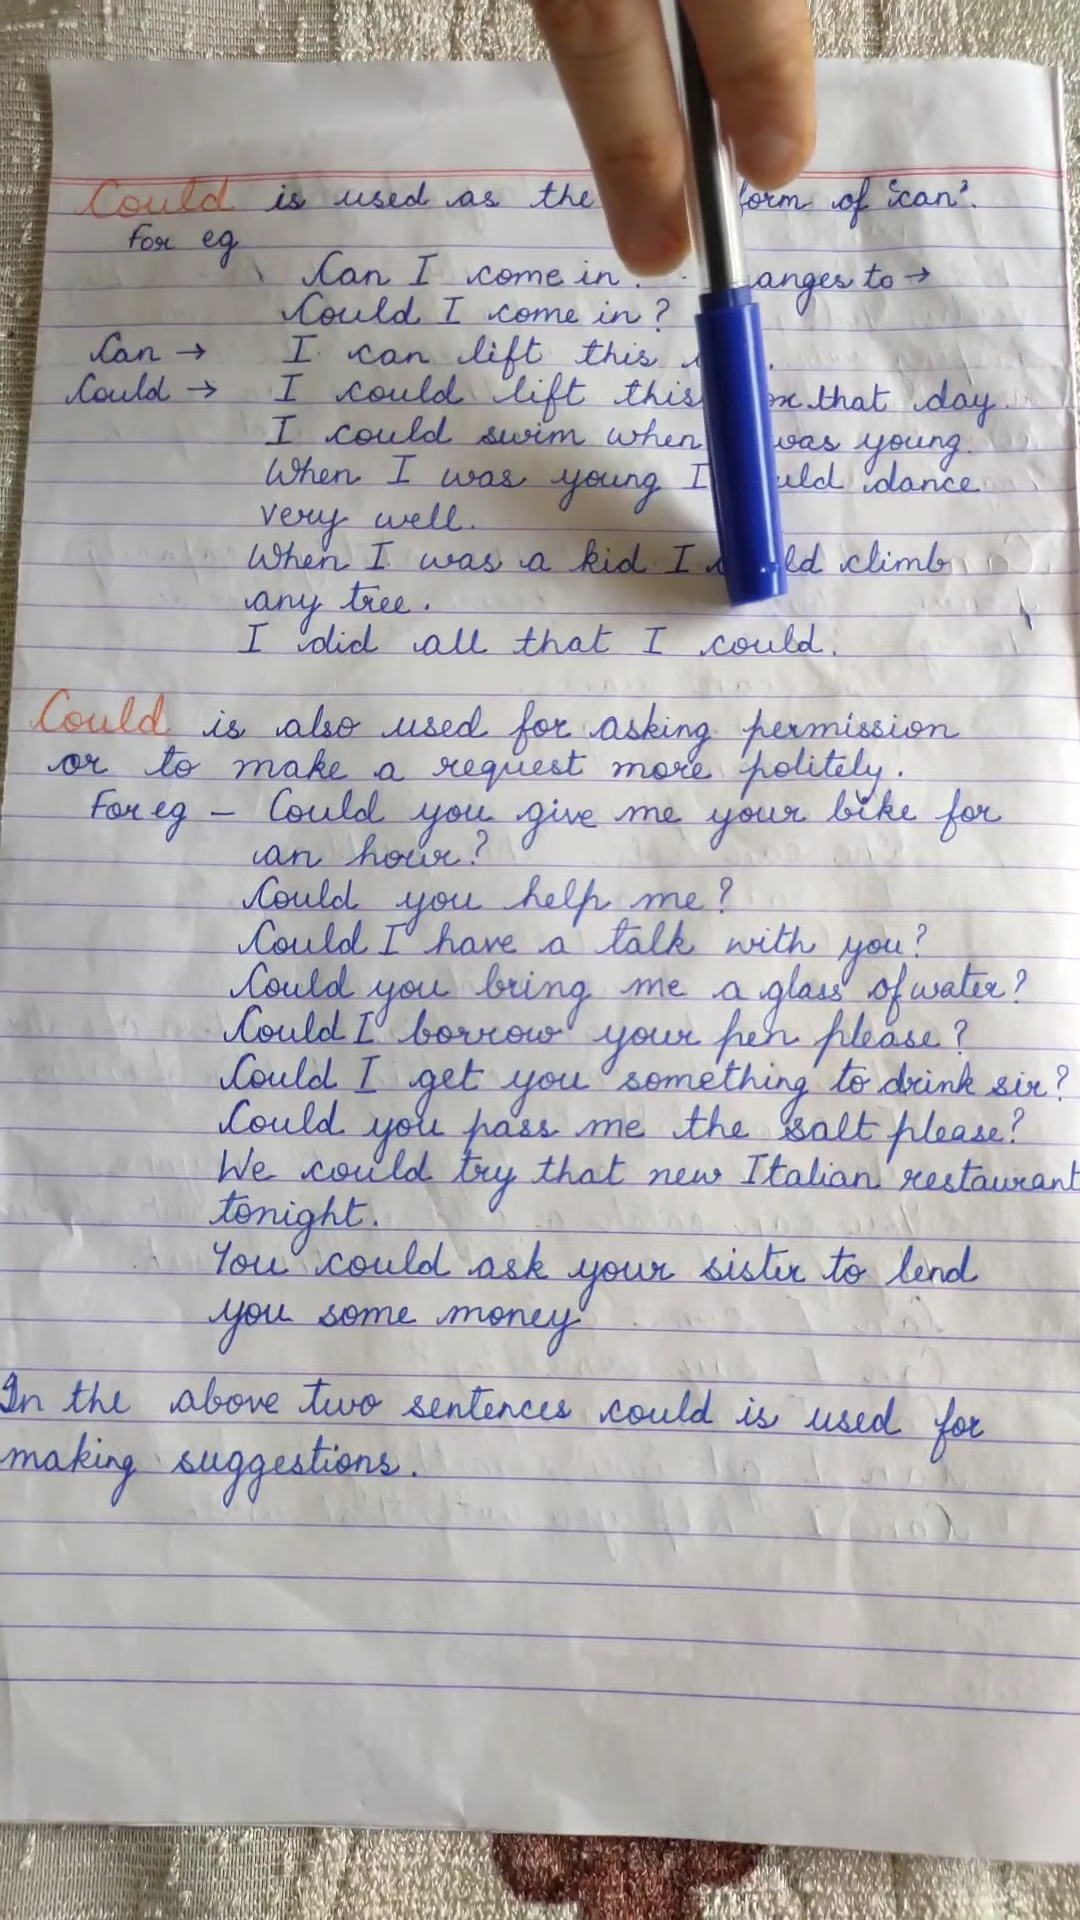 Could is used as the form of "can".
For eg
Can I come in. anges to →
Could I come in?
Can → I can lift this
Could → I could lift this that day.
I could swim when was young.
When I was young I dance
very well.
When I was a kid I climb
any tree.
I did all that I could.
Could is also used for asking permission
or to make a request more politely.
For eg – Could you give me your bike for
an hour?
Could you help me?
Could I have a talk with you?
Could you bring me a glass of water?
Could I borrow your pen please?
Could I get you something to drink sir?
Could you pass me the salt please?
We could try that new Italian restaurant
tonight.
You could ask your sister to lend
you some money
In the above two sentences could is used for
making suggestions.